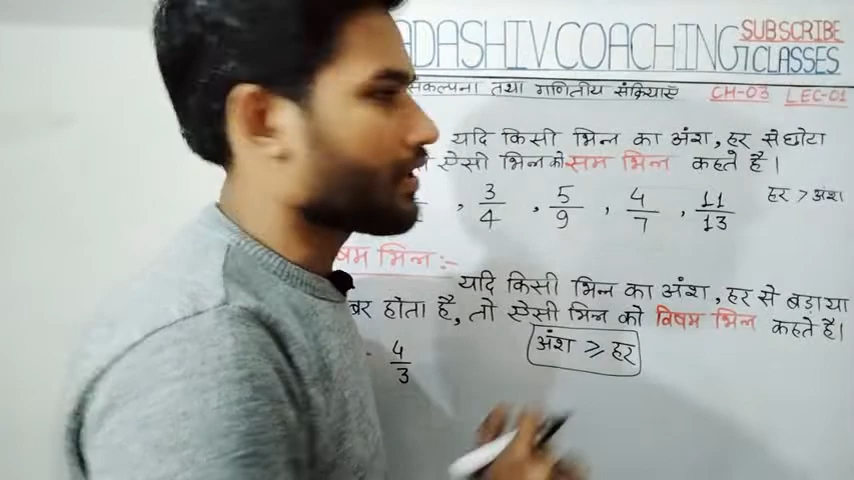 ADASHIV COACHING CLASSES SUBSCRIBE
संकल्पना तथा गणितीय संक्रियाएँ CH-03 LEC-01
यदि किसी भिन्न का अंश, हर से छोटा
ऐसी भिन्न को सम भिन्न कहते है।
, 3/4 , 5/9 , 4/7 , 11/13 हर > अंश
षम भिन्न :-
यदि किसी भिन्न का अंश, हर से बड़ा या
बर होता है, तो ऐसी भिन्न को विषम भिन्न कहते है।
4/3 अंश ≥ हर